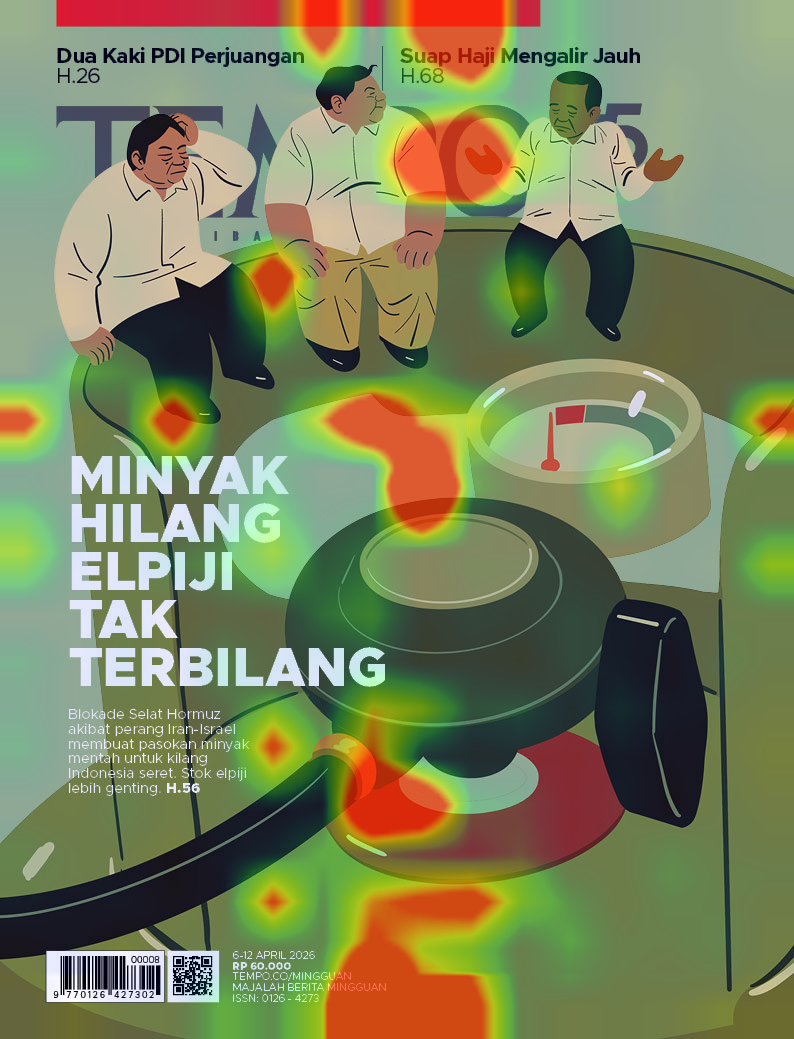 Dua Kaki PDI Perjuangan
H.26
Suap Haji Mengalir Jauh
H.68
TEMPO
MINYAK
HILANG
ELPIJI
TAK
TERBILANG
Blokade Selat Hormuz
akibat perang Iran-Israel
membuat pasokan minyak
mentah untuk kilang
Indonesia seret. Stok elpiji
lebih genting. H.56
00008
9 770126 427302
6-12 APRIL 2026
RP 60.000
TEMPO.CO/MINGGUAN
MAJALAH BERITA MINGGUAN
ISSN: 0126 - 4273